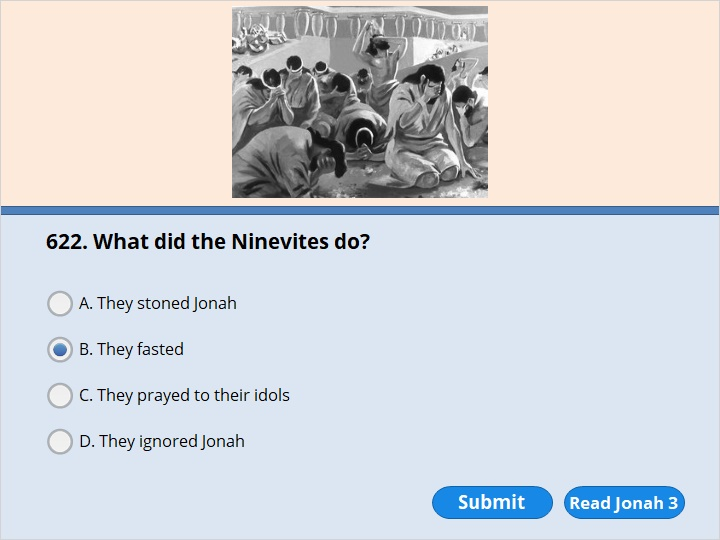 622. What did the Ninevites do?
A. They stoned Jonah
B. They fasted
C. They prayed to their idols
D. They ignored Jonah
Submit
Read Jonah 3